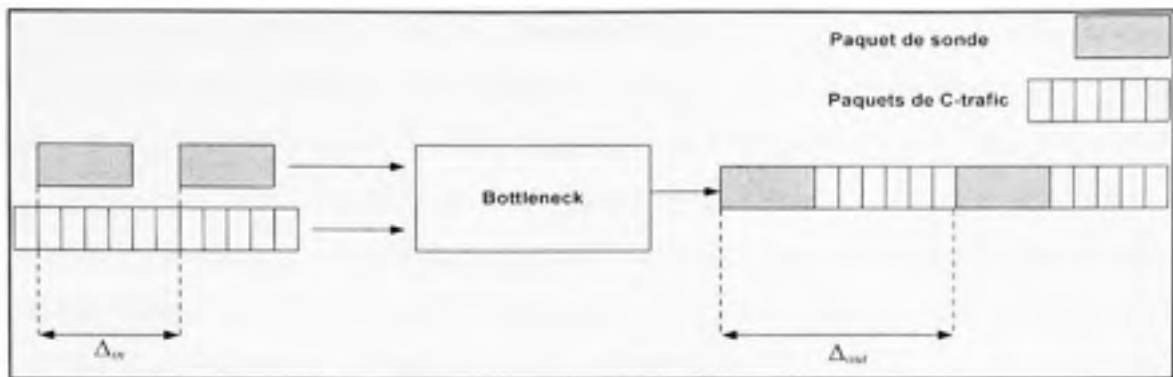 Paquet de sonde
Paquets de C-trafic
Bottleneck
Δin
Δout